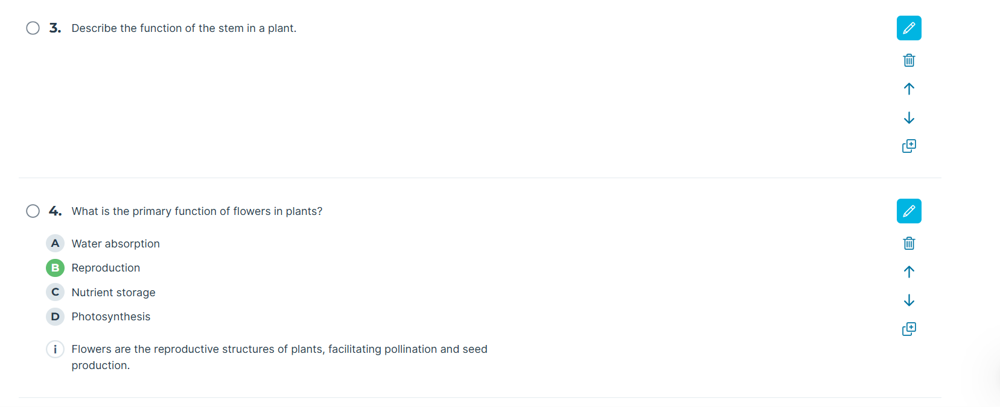 3. Describe the function of the stem in a plant.
4. What is the primary function of flowers in plants?
A Water absorption
B Reproduction
C Nutrient storage
D Photosynthesis
i Flowers are the reproductive structures of plants, facilitating pollination and seed
production.